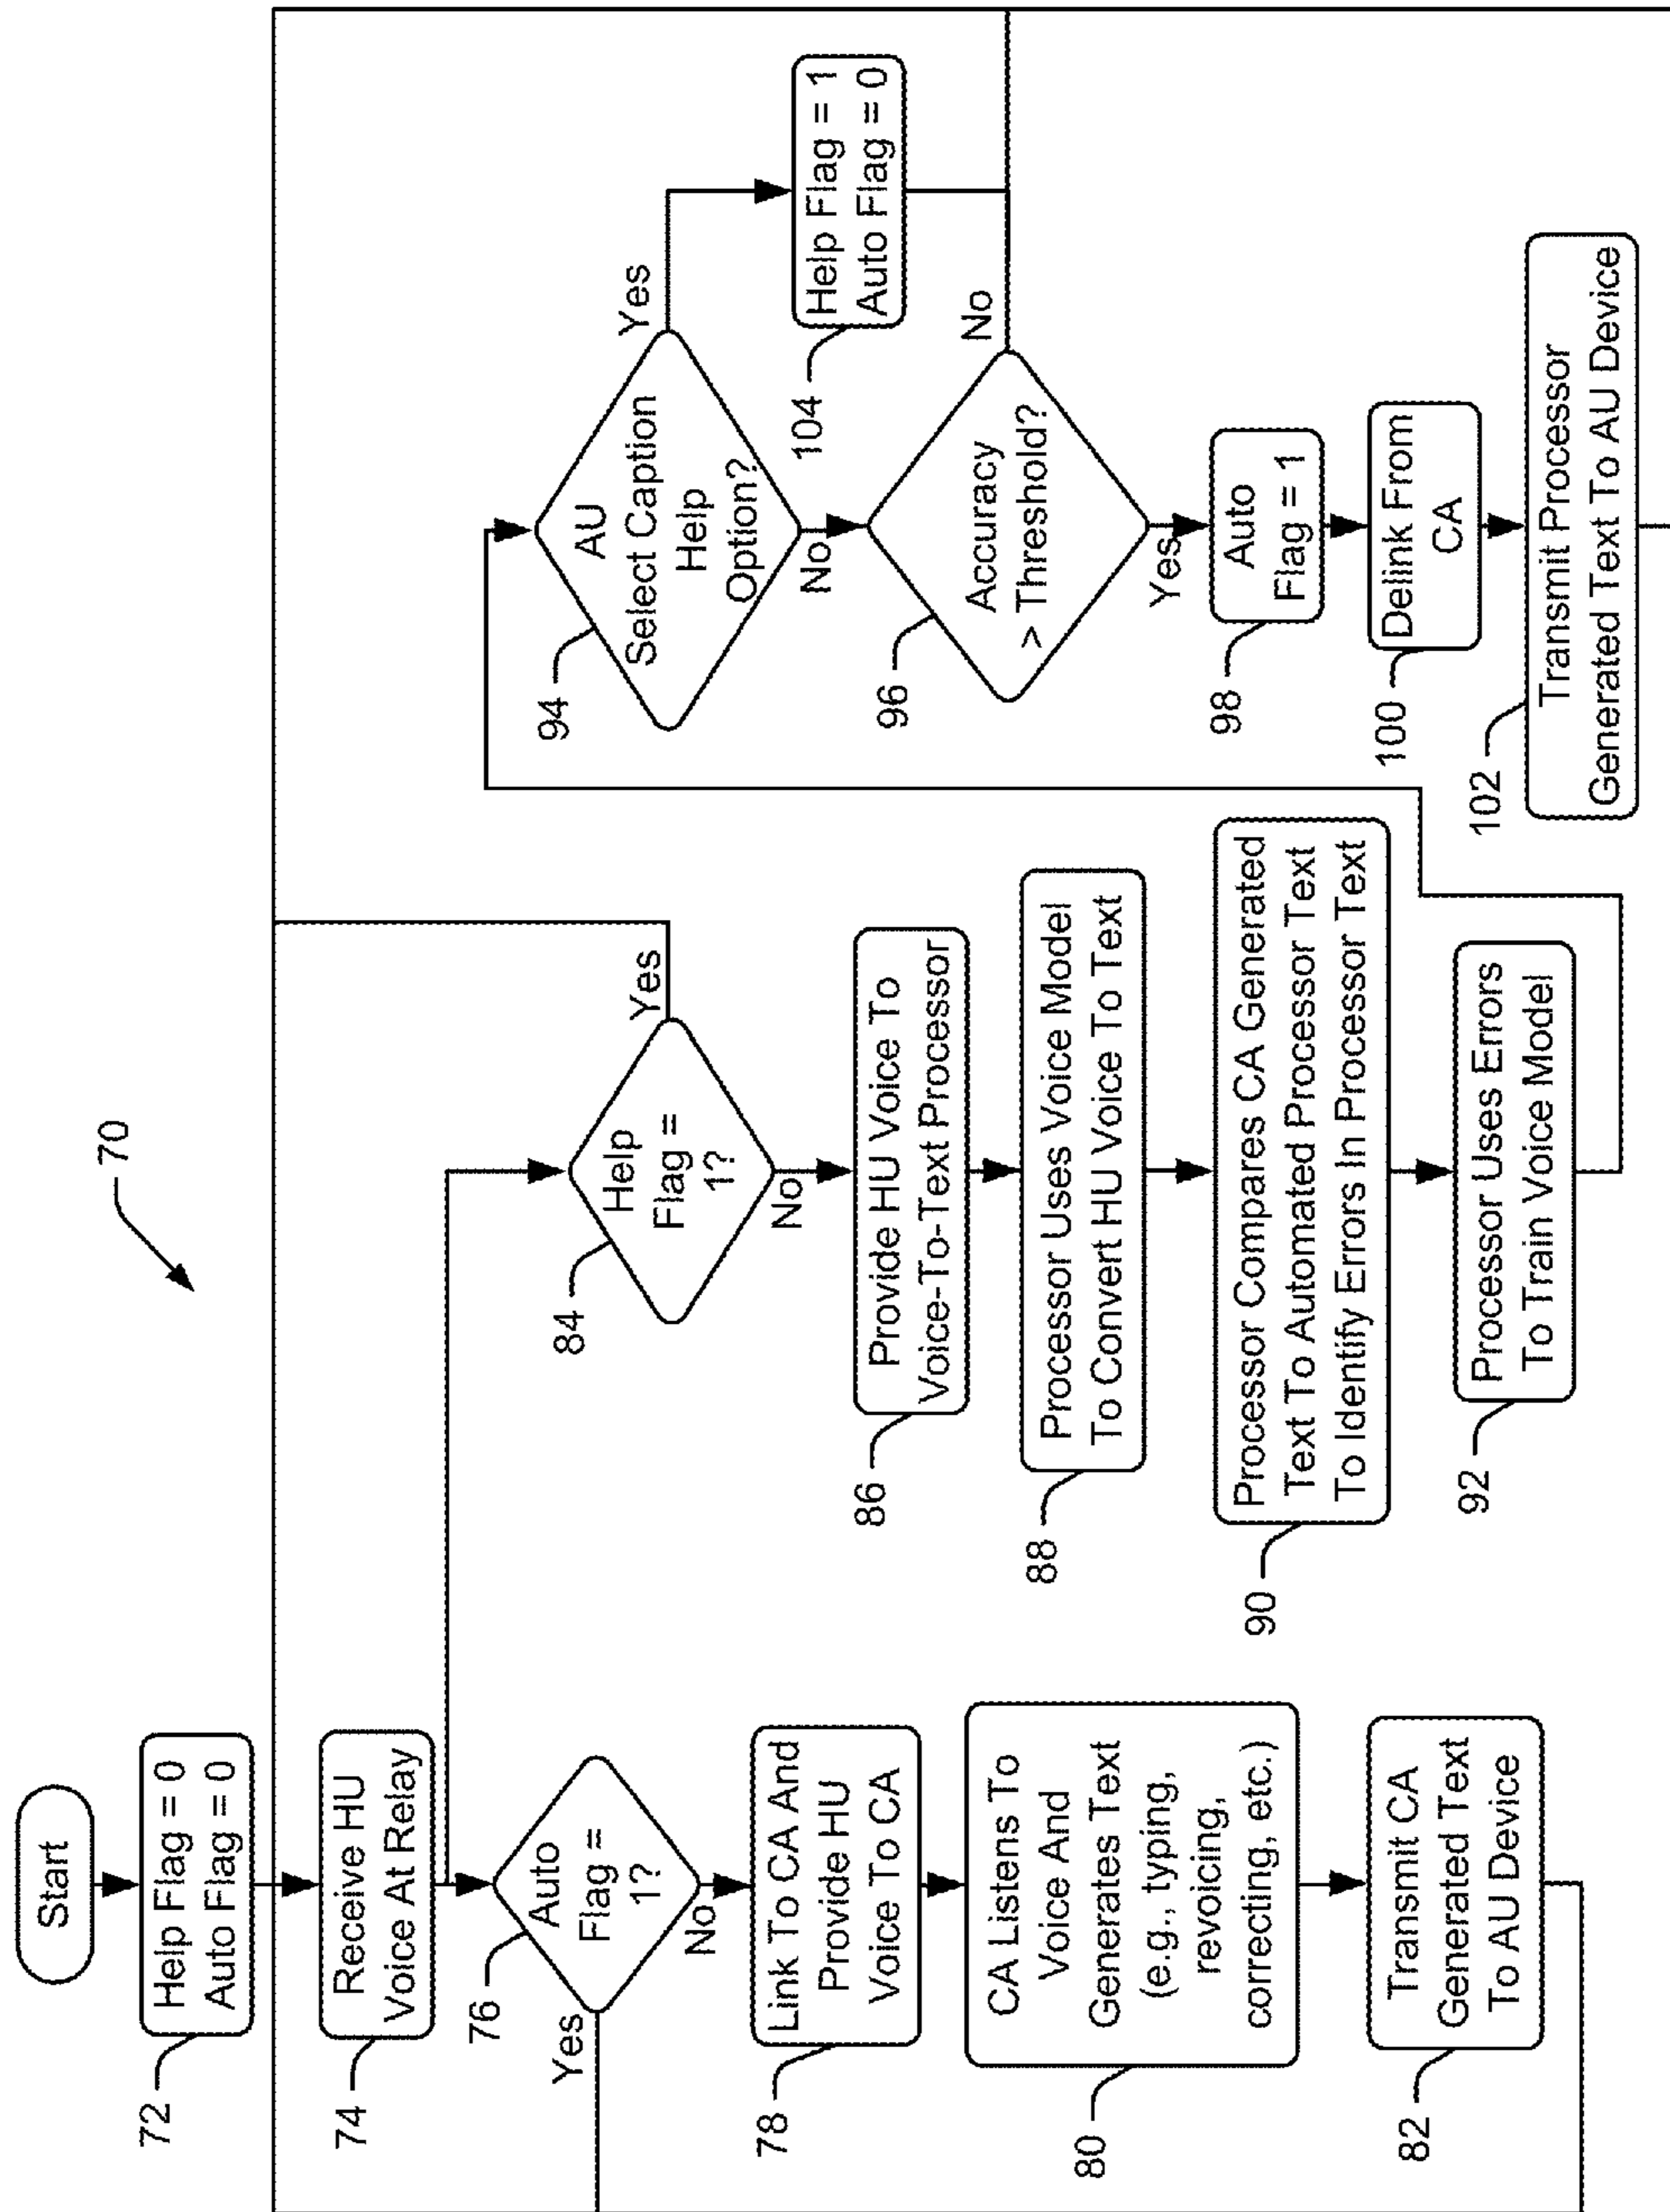 70
Start
72
Help Flag = 0
Auto Flag = 0
74
Receive HU
Voice At Relay
76
Auto
Flag =
1?
Yes
No
78
Link To CA And
Provide HU
Voice To CA
80
CA Listens To
Voice And
Generates Text
(e.g., typing,
revoicing,
correcting, etc.)
82
Transmit CA
Generated Text
To AU Device
84
Help
Flag =
1?
Yes
No
86
Provide HU Voice To
Voice-To-Text Processor
88
Processor Uses Voice Model
To Convert HU Voice To Text
90
Processor Compares CA Generated
Text To Automated Processor Text
To Identify Errors In Processor Text
92
Processor Uses Errors
To Train Voice Model
94
AU
Select Caption
Help
Option?
Yes
No
104
Help Flag = 1
Auto Flag = 0
96
Accuracy
> Threshold?
No
Yes
98
Auto
Flag = 1
100
Delink From
CA
102
Transmit Processor
Generated Text To AU Device